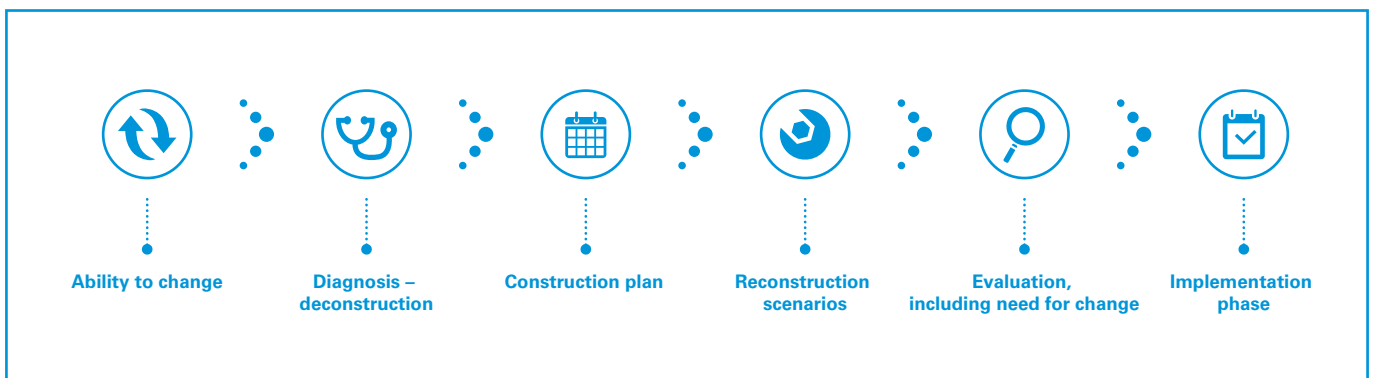 Ability to change
Diagnosis –
deconstruction
Construction plan
Reconstruction
scenarios
Evaluation,
including need for change
Implementation
phase